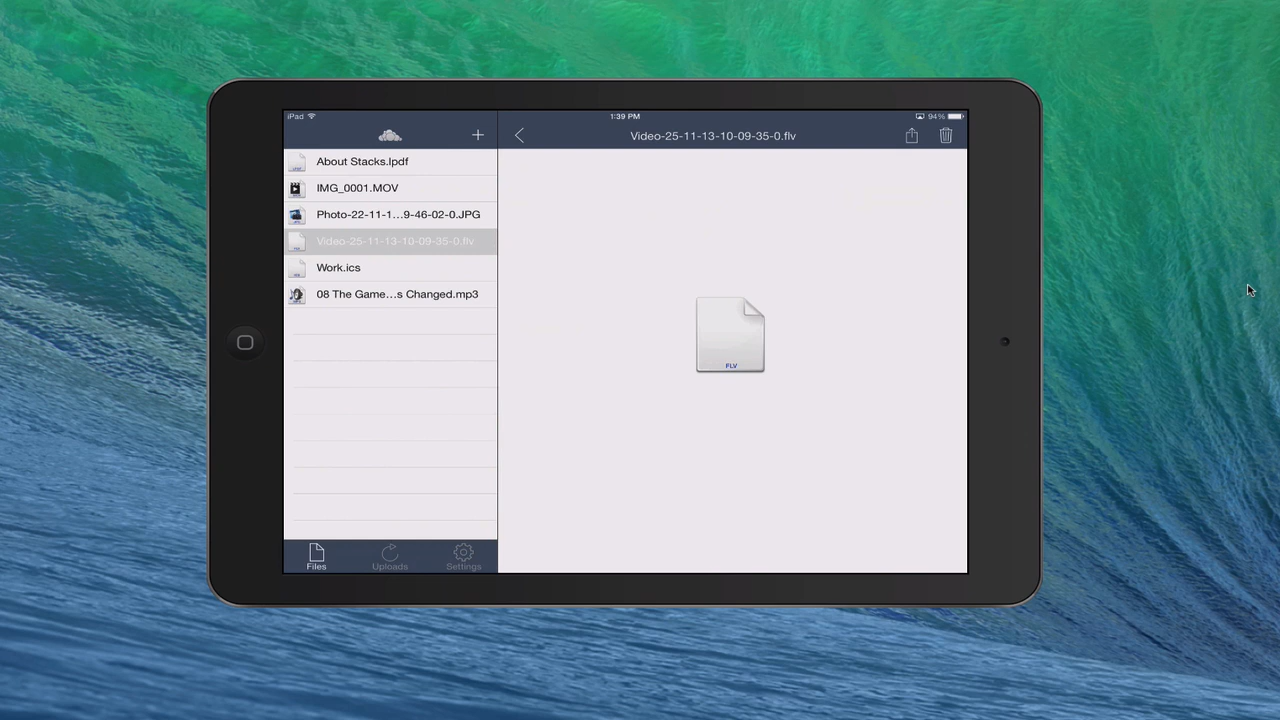 iPad
1:39 PM
94%
Video-25-11-13-10-09-35-0.flv
About Stacks.lpdf
IMG_0001.MOV
Photo-22-11-1...9-46-02-0.JPG
Video-25-11-13-10-09-35-0.flv
Work.ics
08 The Game...s Changed.mp3
FLV
Files
Uploads
Settings